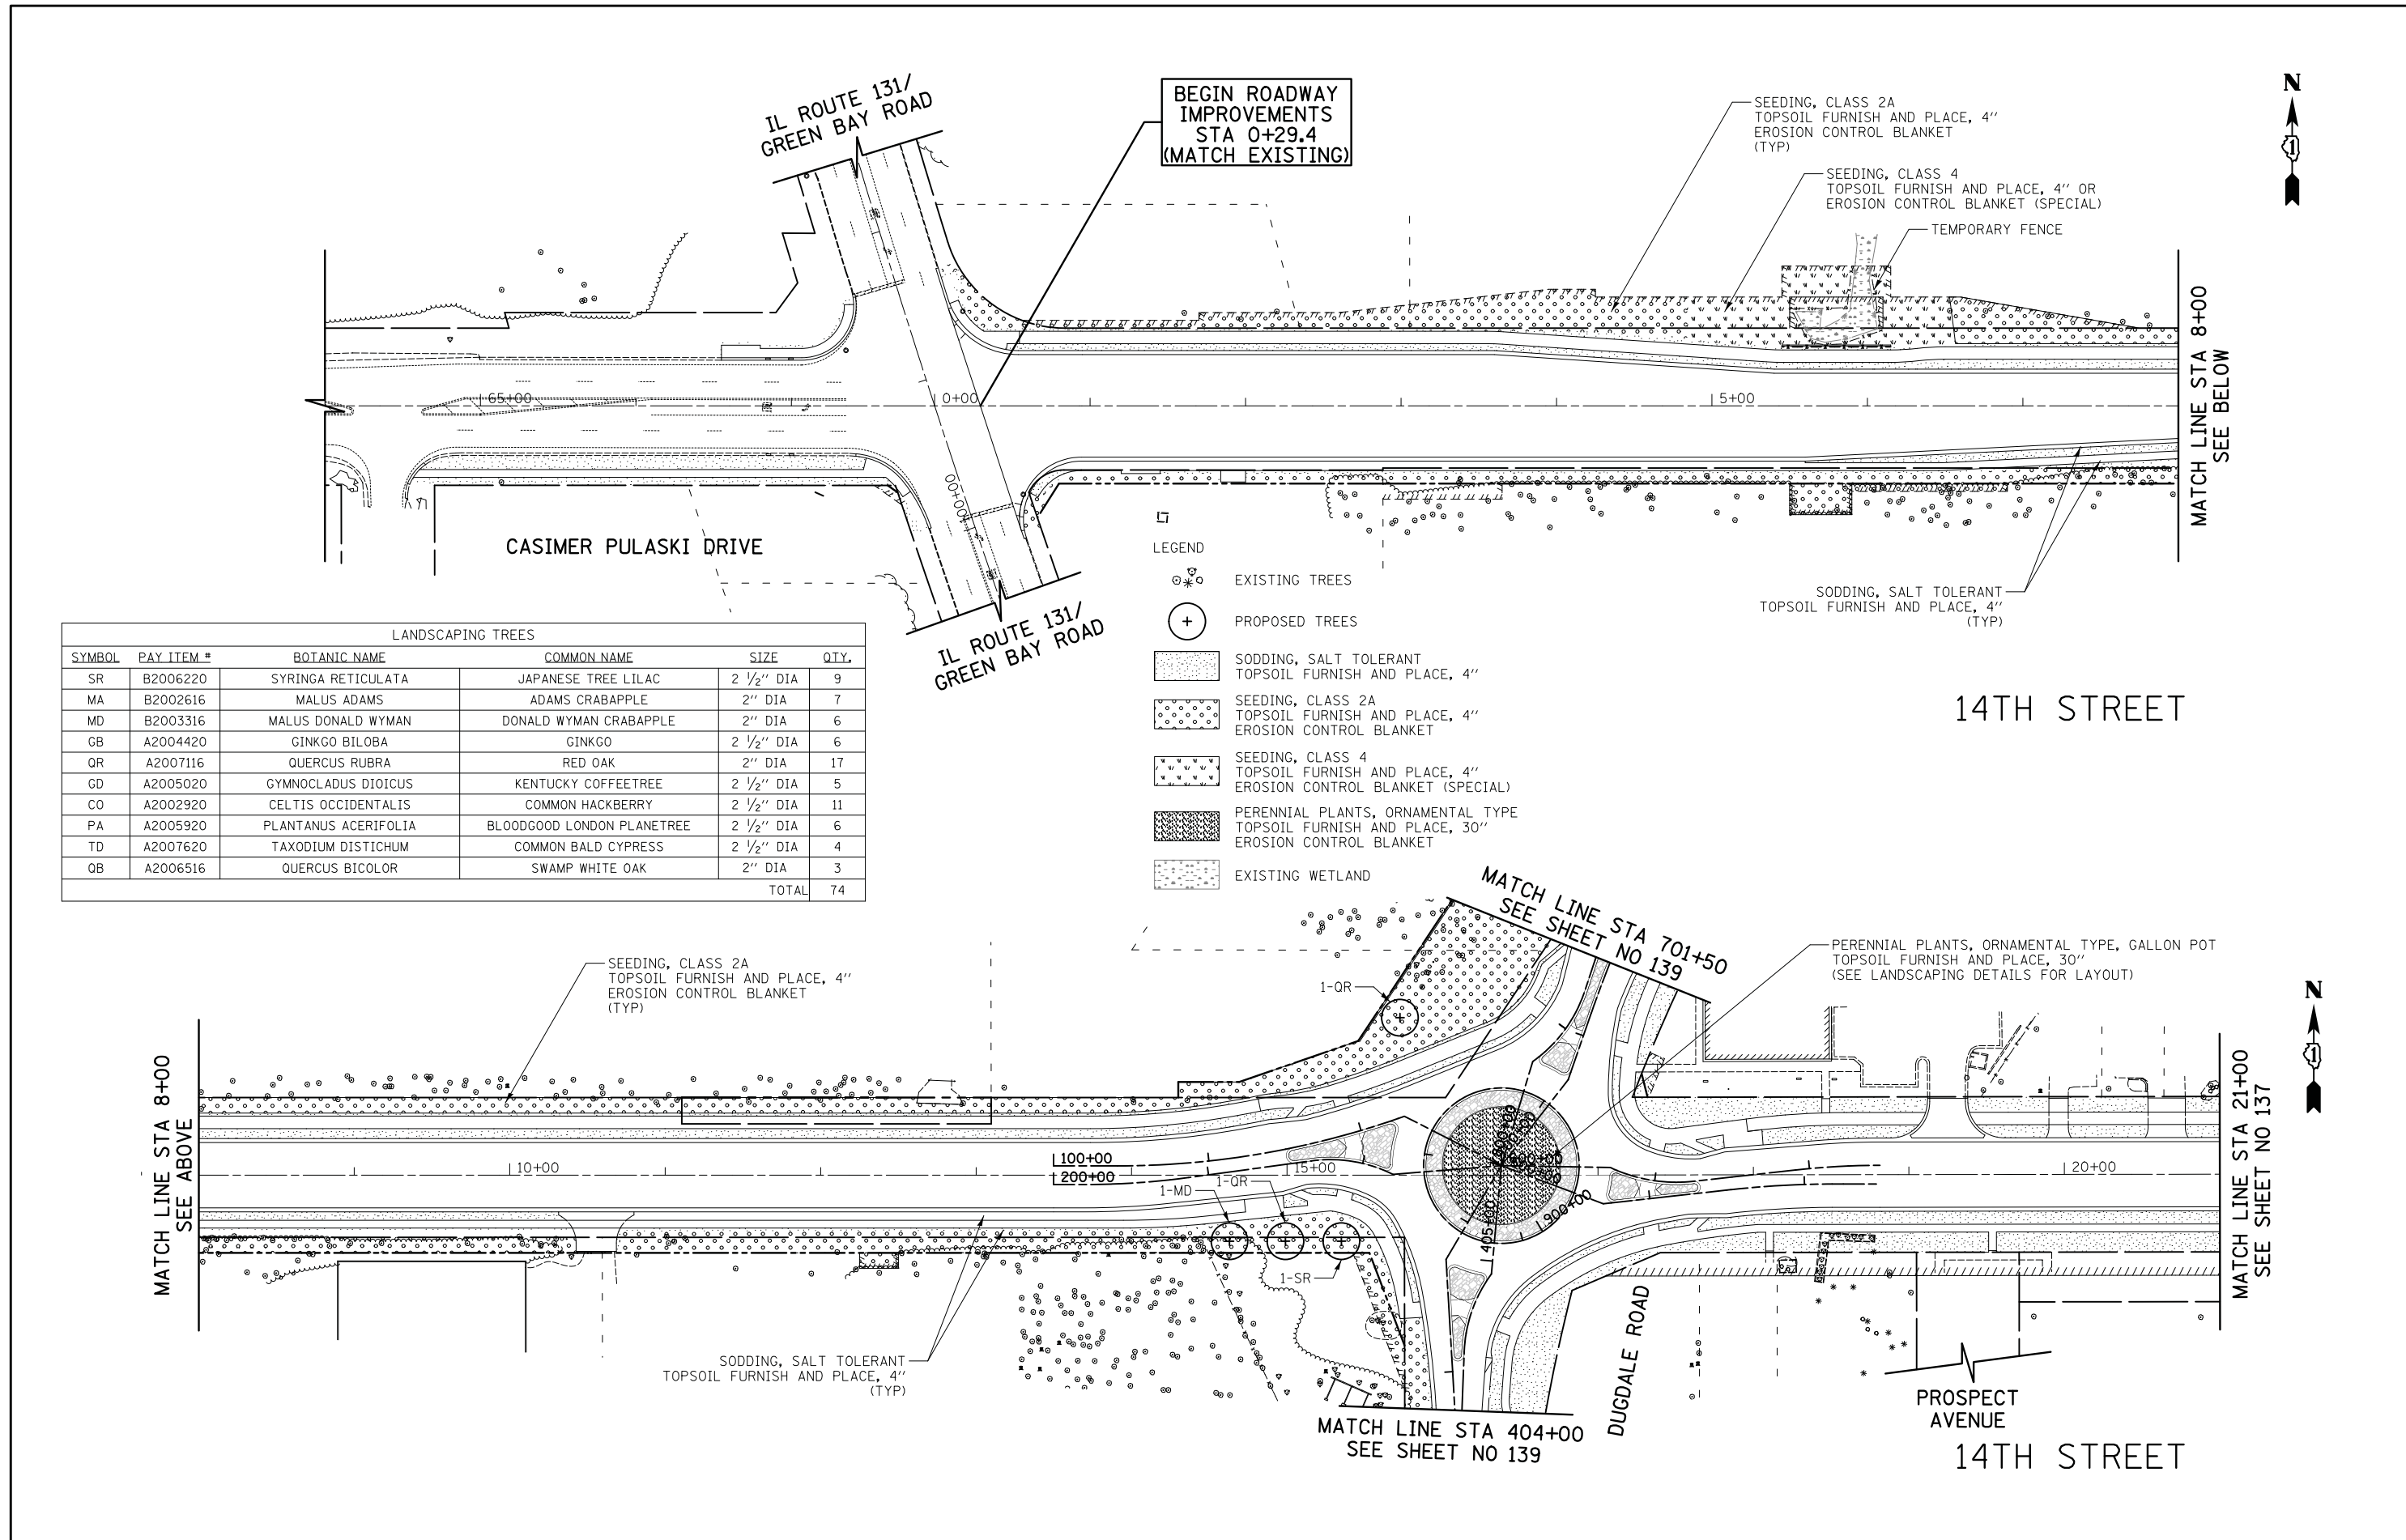 IL ROUTE 131/
GREEN BAY ROAD
BEGIN ROADWAY
IMPROVEMENTS
STA 0+29.4
(MATCH EXISTING)
SEEDING, CLASS 2A
TOPSOIL FURNISH AND PLACE, 4"
EROSION CONTROL BLANKET
(TYP)
SEEDING, CLASS 4
TOPSOIL FURNISH AND PLACE, 4" OR
EROSION CONTROL BLANKET (SPECIAL)
TEMPORARY FENCE
N
1
MATCH LINE STA 8+00
SEE BELOW
65+00
0+00
5+00
00+00
CASIMER PULASKI DRIVE
IL ROUTE 131/
GREEN BAY ROAD
SODDING, SALT TOLERANT
TOPSOIL FURNISH AND PLACE, 4"
(TYP)
14TH STREET
LEGEND
EXISTING TREES
PROPOSED TREES
SODDING, SALT TOLERANT
TOPSOIL FURNISH AND PLACE, 4"
SEEDING, CLASS 2A
TOPSOIL FURNISH AND PLACE, 4"
EROSION CONTROL BLANKET
SEEDING, CLASS 4
TOPSOIL FURNISH AND PLACE, 4"
EROSION CONTROL BLANKET (SPECIAL)
PERENNIAL PLANTS, ORNAMENTAL TYPE
TOPSOIL FURNISH AND PLACE, 30"
EROSION CONTROL BLANKET
EXISTING WETLAND
LANDSCAPING TREES
SYMBOL PAY ITEM # BOTANIC NAME COMMON NAME SIZE QTY.
SR B2006220 SYRINGA RETICULATA JAPANESE TREE LILAC 2 1/2" DIA 9
MA B2002616 MALUS ADAMS ADAMS CRABAPPLE 2" DIA 7
MD B2003316 MALUS DONALD WYMAN DONALD WYMAN CRABAPPLE 2" DIA 6
GB A2004420 GINKGO BILOBA GINKGO 2 1/2" DIA 6
QR A2007116 QUERCUS RUBRA RED OAK 2" DIA 17
GD A2005020 GYMNOCLADUS DIOICUS KENTUCKY COFFEETREE 2 1/2" DIA 5
CO A2002920 CELTIS OCCIDENTALIS COMMON HACKBERRY 2 1/2" DIA 11
PA A2005920 PLANTANUS ACERIFOLIA BLOODGOOD LONDON PLANETREE 2 1/2" DIA 6
TD A2007620 TAXODIUM DISTICHUM COMMON BALD CYPRESS 2 1/2" DIA 4
QB A2006516 QUERCUS BICOLOR SWAMP WHITE OAK 2" DIA 3
TOTAL 74
MATCH LINE STA 701+50
SEE SHEET NO 139
PERENNIAL PLANTS, ORNAMENTAL TYPE, GALLON POT
TOPSOIL FURNISH AND PLACE, 30"
(SEE LANDSCAPING DETAILS FOR LAYOUT)
SEEDING, CLASS 2A
TOPSOIL FURNISH AND PLACE, 4"
EROSION CONTROL BLANKET
(TYP)
1-QR
N
1
MATCH LINE STA 8+00
SEE ABOVE
10+00
100+00
200+00
15+00
20+00
1-MD
1-QR
1-SR
405+00
900+00
MATCH LINE STA 21+00
SEE SHEET NO 137
SODDING, SALT TOLERANT
TOPSOIL FURNISH AND PLACE, 4"
(TYP)
MATCH LINE STA 404+00
SEE SHEET NO 139
DUGDALE ROAD
PROSPECT
AVENUE
14TH STREET